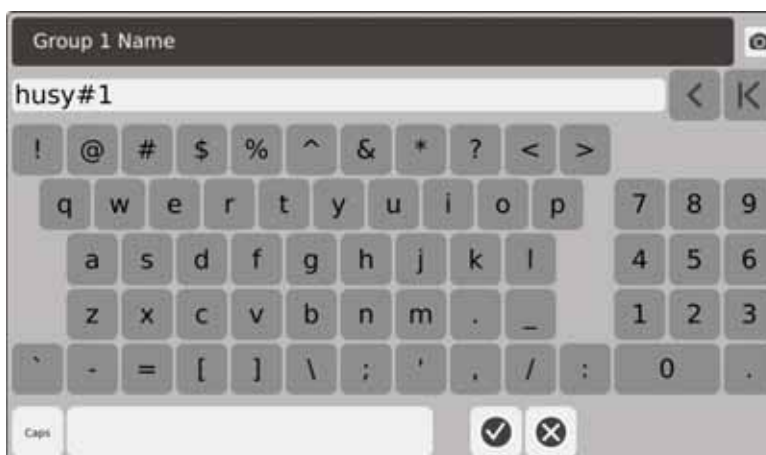 Group 1 Name
husy#1
! @ # $ % ^ & * ? < >
q w e r t y u i o p 7 8 9
a s d f g h j k l 4 5 6
z x c v b n m . _ 1 2 3
` - = [ ] \ ; ' , / : 0 .
Caps